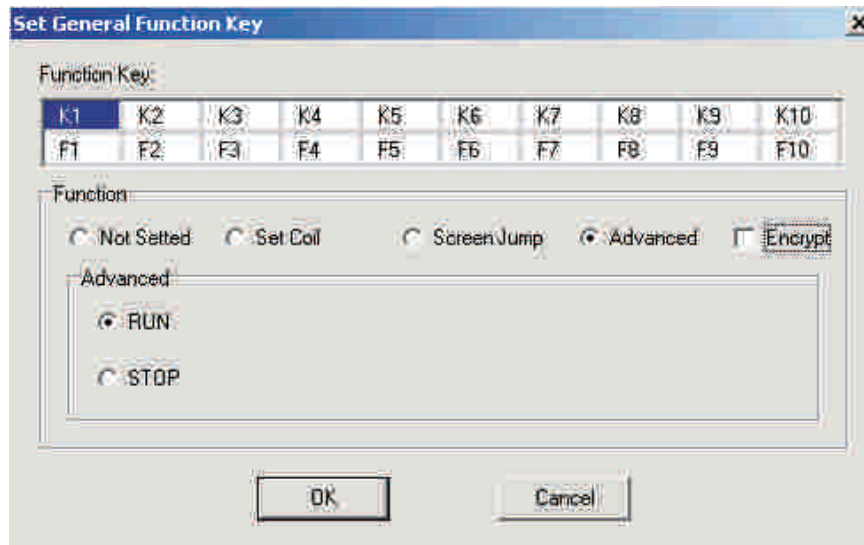 Set General Function Key
Function Key:
K1 K2 K3 K4 K5 K6 K7 K8 K9 K10
F1 F2 F3 F4 F5 F6 F7 F8 F9 F10
Function
Not Setted Set Coil Screen Jump Advanced Encrypt
Advanced
RUN
STOP
OK Cancel